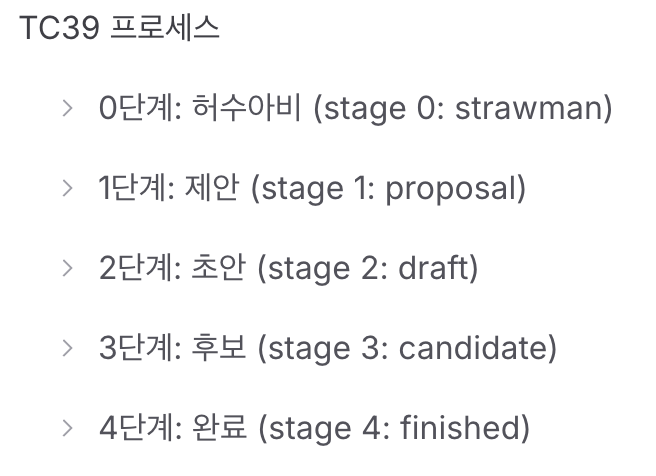 TC39 프로세스
0단계: 허수아비 (stage 0: strawman)
1단계: 제안 (stage 1: proposal)
2단계: 초안 (stage 2: draft)
3단계: 후보 (stage 3: candidate)
4단계: 완료 (stage 4: finished)